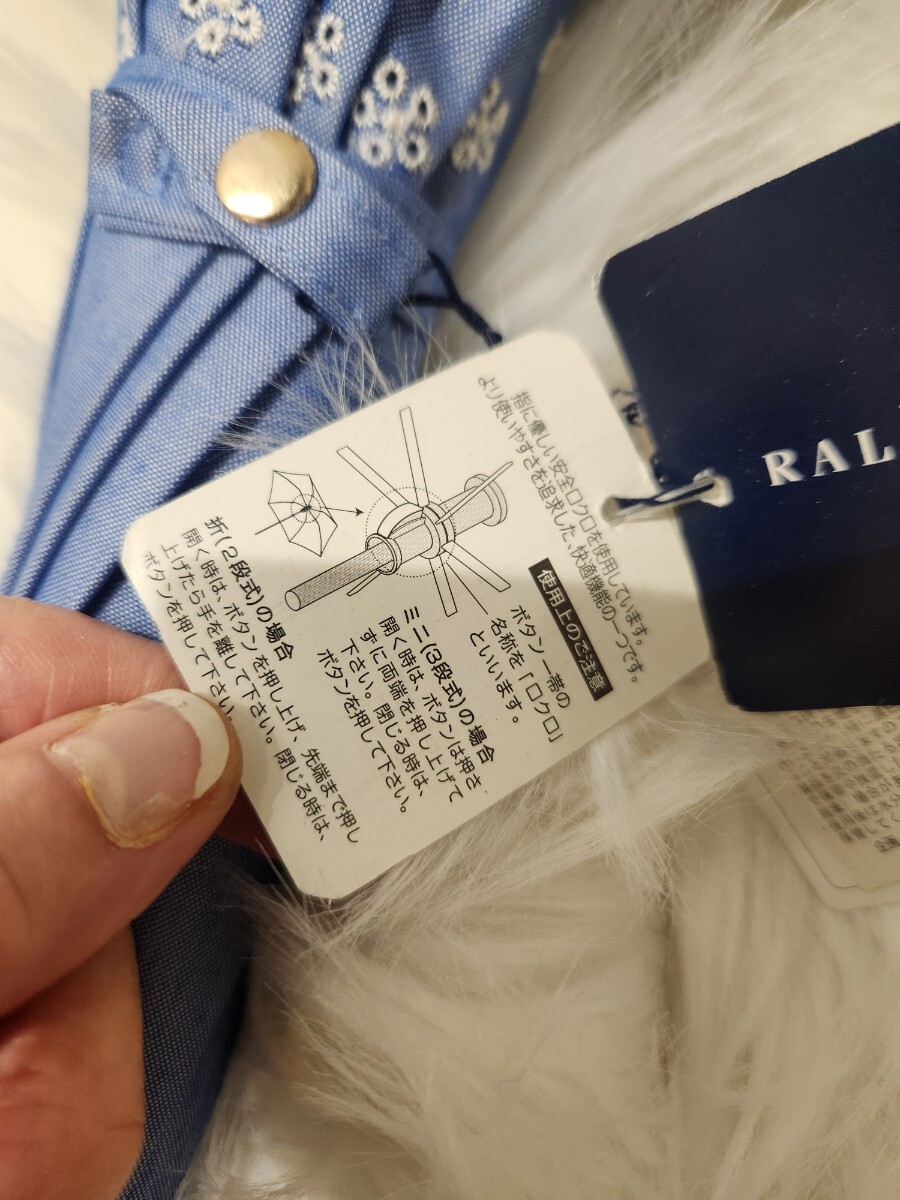 指に優しい安全ロクロを使用しています。
より使いやすさを追求した、快適機能の一つです。
使用上のご注意
ボタン一帯の
名称を「ロクロ」
といいます。
ミニ(3段式)の場合
開く時は、ボタンは押さ
ずに両端を押し上げて
下さい。閉じる時は、
ボタンを押して下さい。
折(2段式)の場合
開く時は、ボタンを押し上げ、先端まで押し
上げたら手を離して下さい。閉じる時は、
ボタンを押して下さい。
RAL